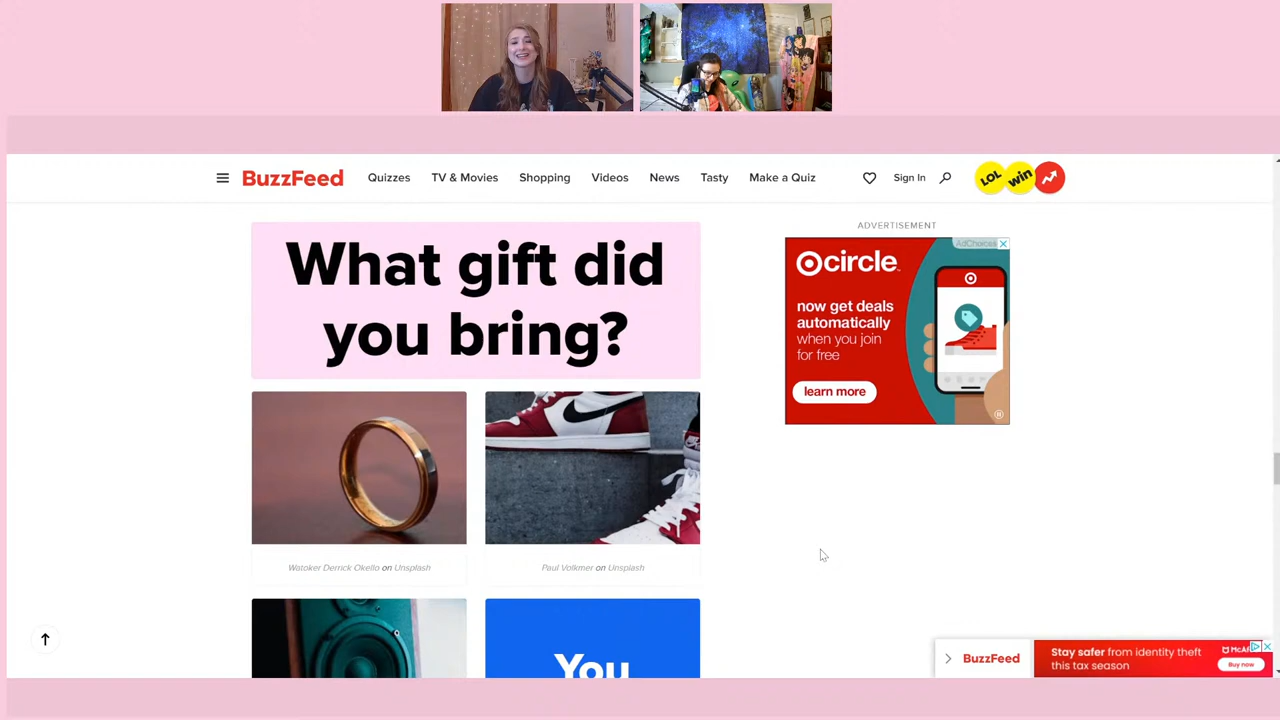 BuzzFeed
Quizzes
TV & Movies
Shopping
Videos
News
Tasty
Make a Quiz
Sign In
LOL
win
What gift did
you bring?
ADVERTISEMENT
AdChoices
circle
now get deals
automatically
when you join
for free
learn more
Watoker Derrick Okello on Unsplash
Paul Volkmer on Unsplash
You
BuzzFeed
Stay safer from identity theft
this tax season
Buy now